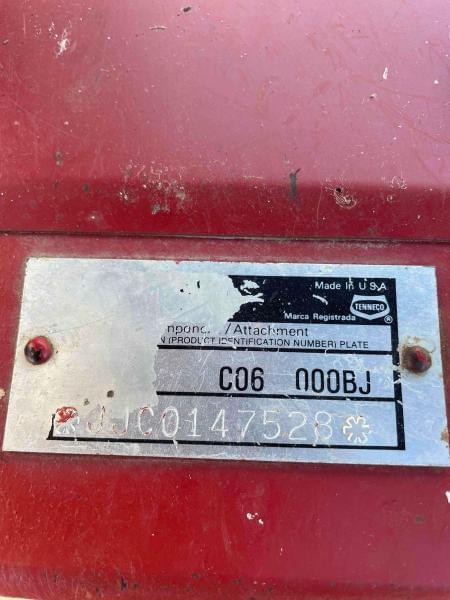 Made In U S A
TENNECO
Marca Registrada ®
/Attachment
(PRODUCT IDENTIFICATION NUMBER) PLATE
C06 000BJ
*JJC0147528*